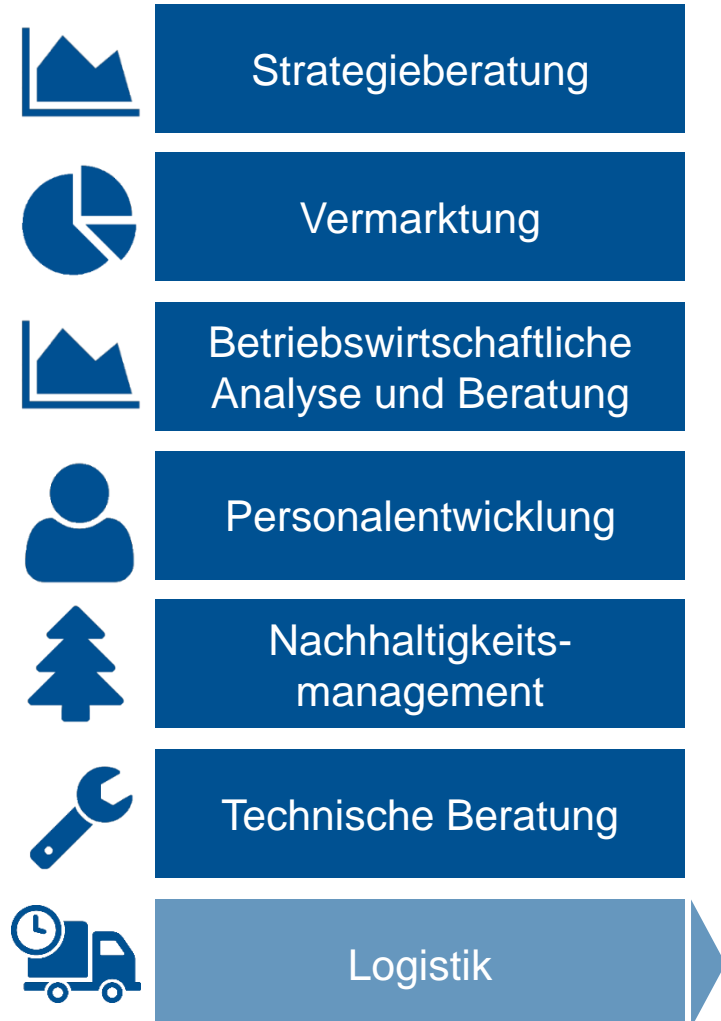 Strategieberatung
Vermarktung
Betriebswirtschaftliche
Analyse und Beratung
Personalentwicklung
Nachhaltigkeits-
management
Technische Beratung
Logistik